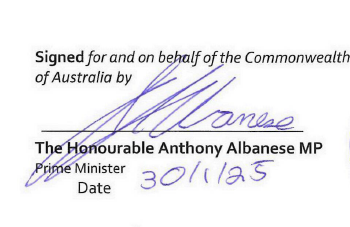 Signed for and on behalf of the Commonwealth
of Australia by
A. Albanese
The Honourable Anthony Albanese MP
Prime Minister
Date 30/1/25